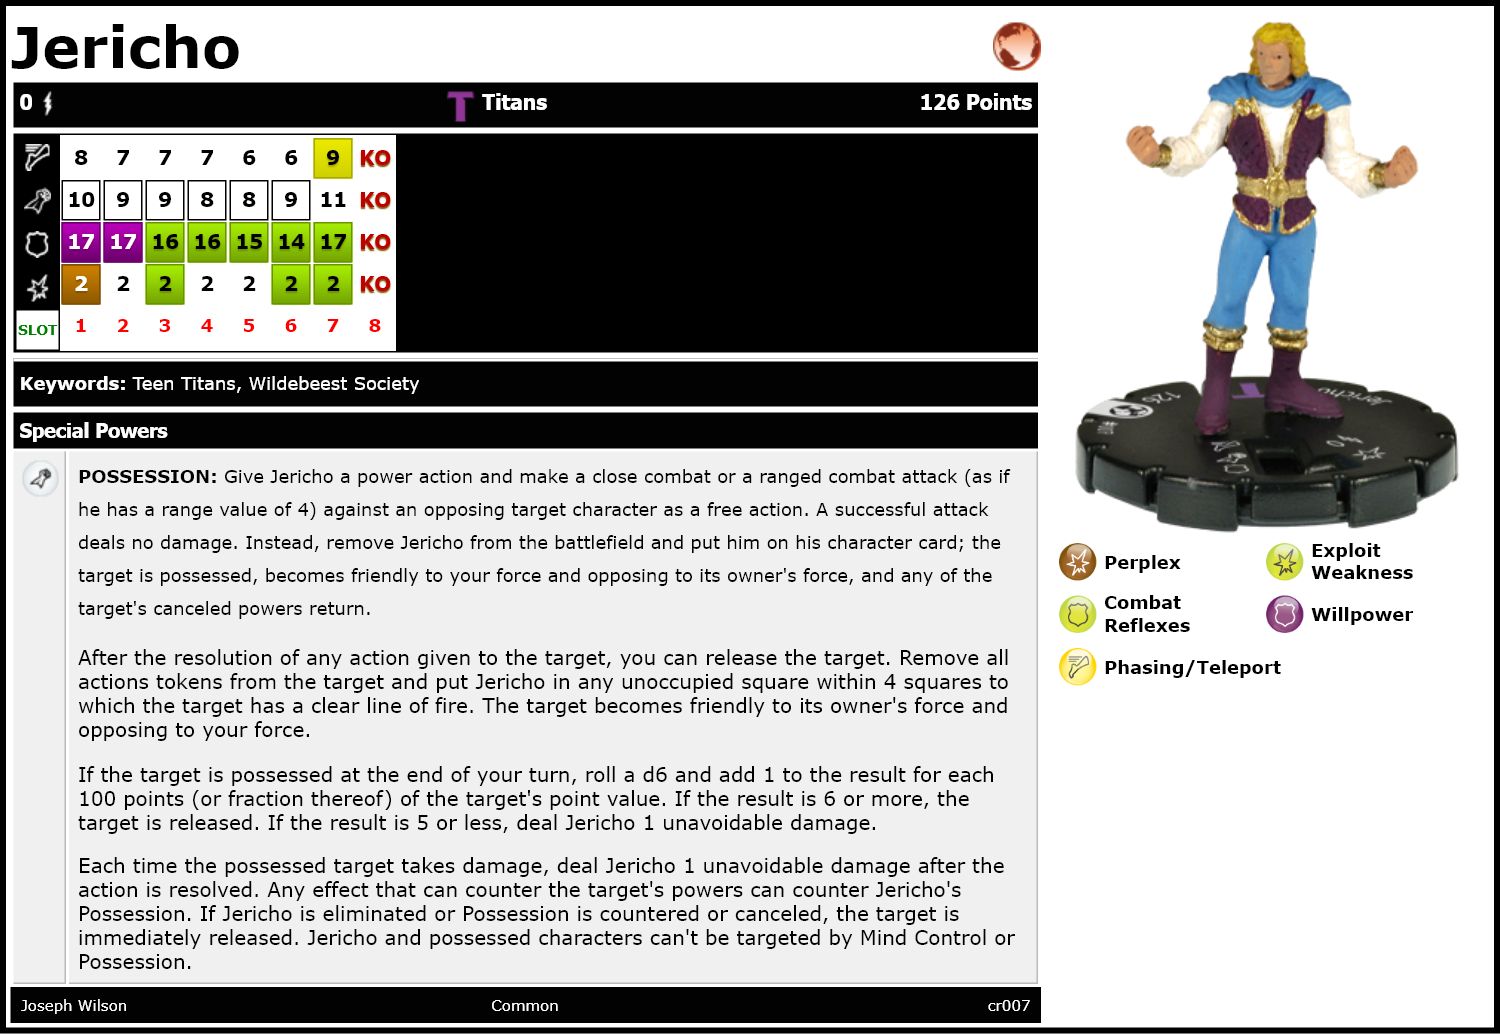 Jericho
0 Titans 126 Points
8 7 7 7 6 6 9 KO
10 9 9 8 8 9 11 KO
17 17 16 16 15 14 17 KO
2 2 2 2 2 2 2 KO
SLOT 1 2 3 4 5 6 7 8
Keywords: Teen Titans, Wildebeest Society
Special Powers
POSSESSION: Give Jericho a power action and make a close combat or a ranged combat attack (as if
he has a range value of 4) against an opposing target character as a free action. A successful attack
deals no damage. Instead, remove Jericho from the battlefield and put him on his character card; the
target is possessed, becomes friendly to your force and opposing to its owner's force, and any of the
target's canceled powers return.
After the resolution of any action given to the target, you can release the target. Remove all
actions tokens from the target and put Jericho in any unoccupied square within 4 squares to
which the target has a clear line of fire. The target becomes friendly to its owner's force and
opposing to your force.
If the target is possessed at the end of your turn, roll a d6 and add 1 to the result for each
100 points (or fraction thereof) of the target's point value. If the result is 6 or more, the
target is released. If the result is 5 or less, deal Jericho 1 unavoidable damage.
Each time the possessed target takes damage, deal Jericho 1 unavoidable damage after the
action is resolved. Any effect that can counter the target's powers can counter Jericho's
Possession. If Jericho is eliminated or Possession is countered or canceled, the target is
immediately released. Jericho and possessed characters can't be targeted by Mind Control or
Possession.
Joseph Wilson Common cr007
126
Jericho
0
Perplex
Exploit
Weakness
Combat
Reflexes
Willpower
Phasing/Teleport